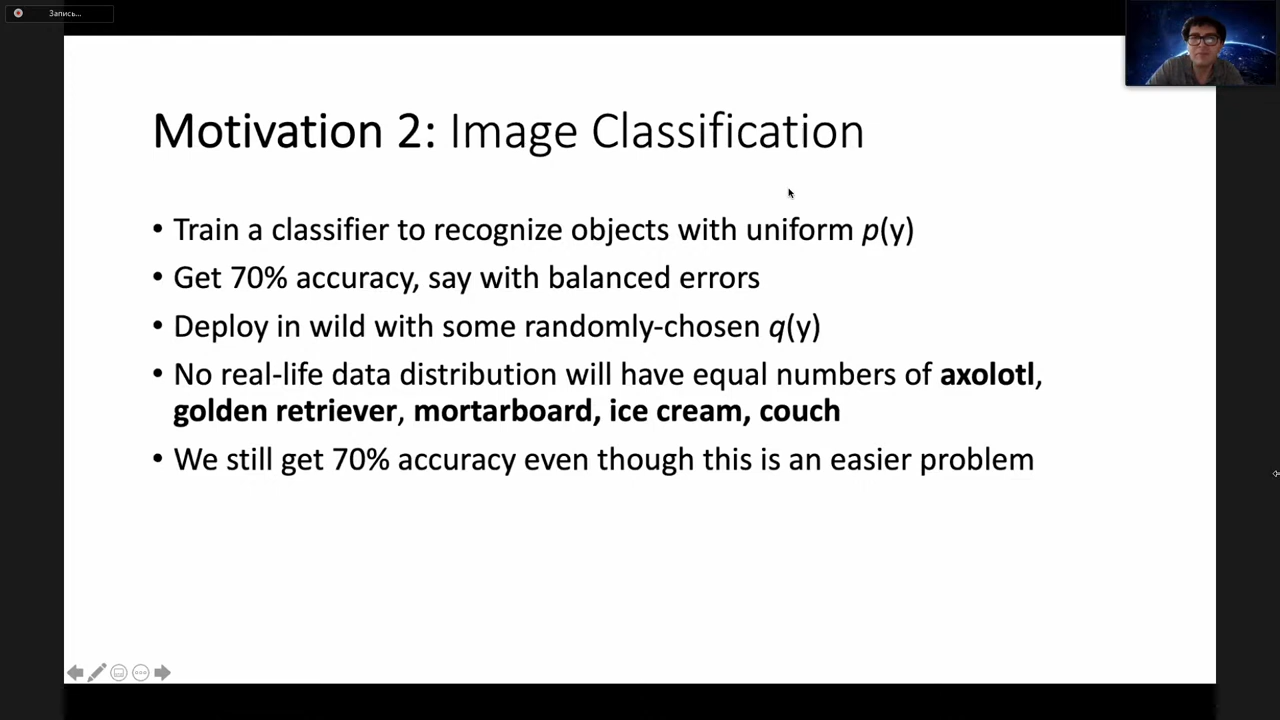 Запись...
Motivation 2: Image Classification
• Train a classifier to recognize objects with uniform p(y)
• Get 70% accuracy, say with balanced errors
• Deploy in wild with some randomly-chosen q(y)
• No real-life data distribution will have equal numbers of axolotl,
golden retriever, mortarboard, ice cream, couch
• We still get 70% accuracy even though this is an easier problem